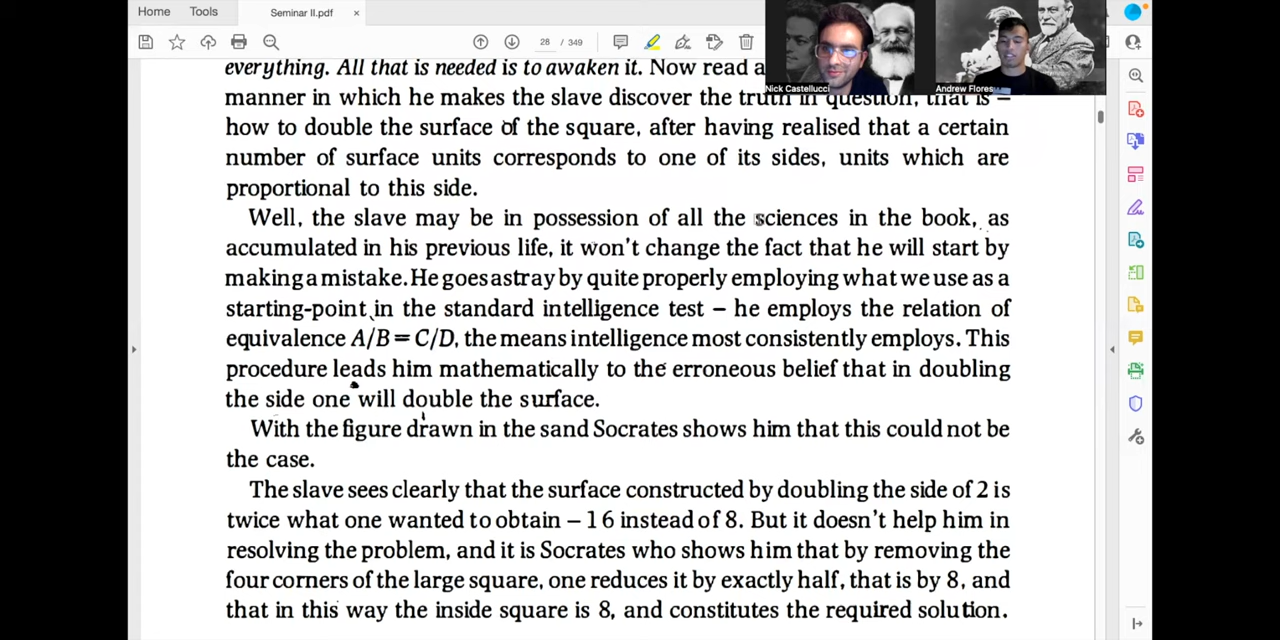 Home Tools Seminar II.pdf ×
28 / 349
Nick Castellucci Andrew Flores
everything. All that is needed is to awaken it. Now read a
manner in which he makes the slave discover the truth in question, that is –
how to double the surface of the square, after having realised that a certain
number of surface units corresponds to one of its sides, units which are
proportional to this side.
Well, the slave may be in possession of all the sciences in the book, as
accumulated in his previous life, it won't change the fact that he will start by
making a mistake. He goes astray by quite properly employing what we use as a
starting-point in the standard intelligence test – he employs the relation of
equivalence A/B = C/D, the means intelligence most consistently employs. This
procedure leads him mathematically to the erroneous belief that in doubling
the side one will double the surface.
With the figure drawn in the sand Socrates shows him that this could not be
the case.
The slave sees clearly that the surface constructed by doubling the side of 2 is
twice what one wanted to obtain – 16 instead of 8. But it doesn't help him in
resolving the problem, and it is Socrates who shows him that by removing the
four corners of the large square, one reduces it by exactly half, that is by 8, and
that in this way the inside square is 8, and constitutes the required solution.